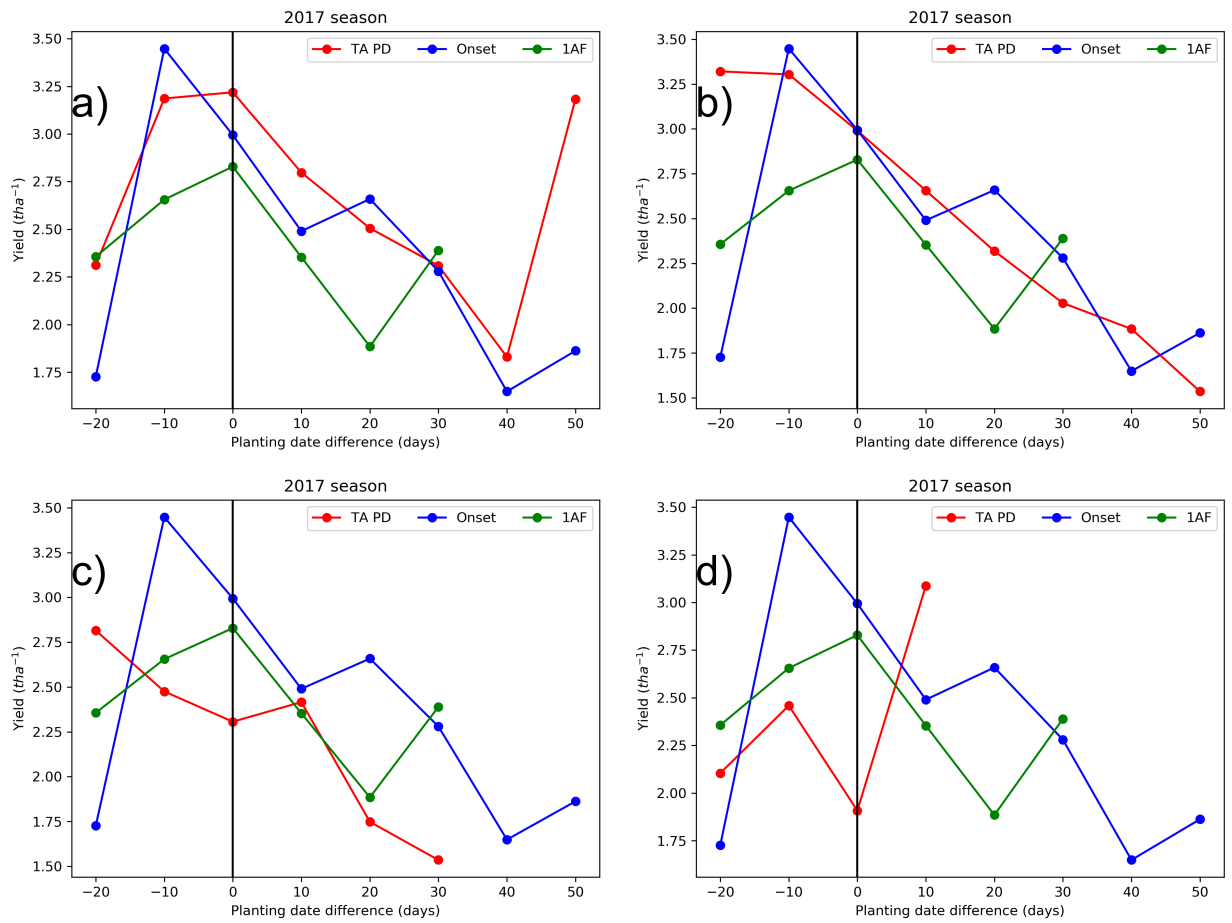 2017 season
TA PD Onset 1AF
a)
Yield (tha⁻¹)
3.50
3.25
3.00
2.75
2.50
2.25
2.00
1.75
−20 −10 0 10 20 30 40 50
Planting date difference (days)
2017 season
TA PD Onset 1AF
b)
Yield (tha⁻¹)
3.50
3.25
3.00
2.75
2.50
2.25
2.00
1.75
1.50
−20 −10 0 10 20 30 40 50
Planting date difference (days)
2017 season
TA PD Onset 1AF
c)
Yield (tha⁻¹)
3.50
3.25
3.00
2.75
2.50
2.25
2.00
1.75
1.50
−20 −10 0 10 20 30 40 50
Planting date difference (days)
2017 season
TA PD Onset 1AF
d)
Yield (tha⁻¹)
3.50
3.25
3.00
2.75
2.50
2.25
2.00
1.75
−20 −10 0 10 20 30 40 50
Planting date difference (days)